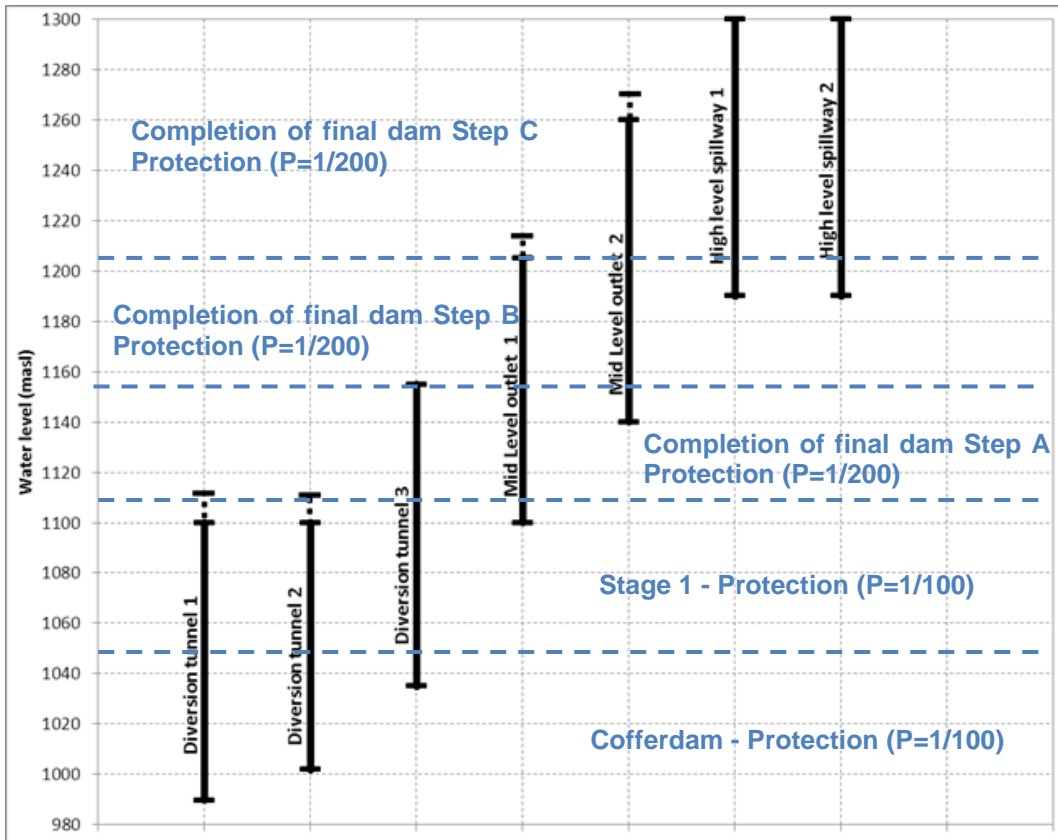 1300
1280
1260
1240
1220
1200
1180
1160
1140
1120
1100
1080
1060
1040
1020
1000
980
Water level (masl)
Completion of final dam Step C
Protection (P=1/200)
Completion of final dam Step B
Protection (P=1/200)
Completion of final dam Step A
Protection (P=1/200)
Stage 1 - Protection (P=1/100)
Cofferdam - Protection (P=1/100)
Diversion tunnel 1
Diversion tunnel 2
Diversion tunnel 3
Mid Level outlet 1
Mid Level outlet 2
High level spillway 1
High level spillway 2